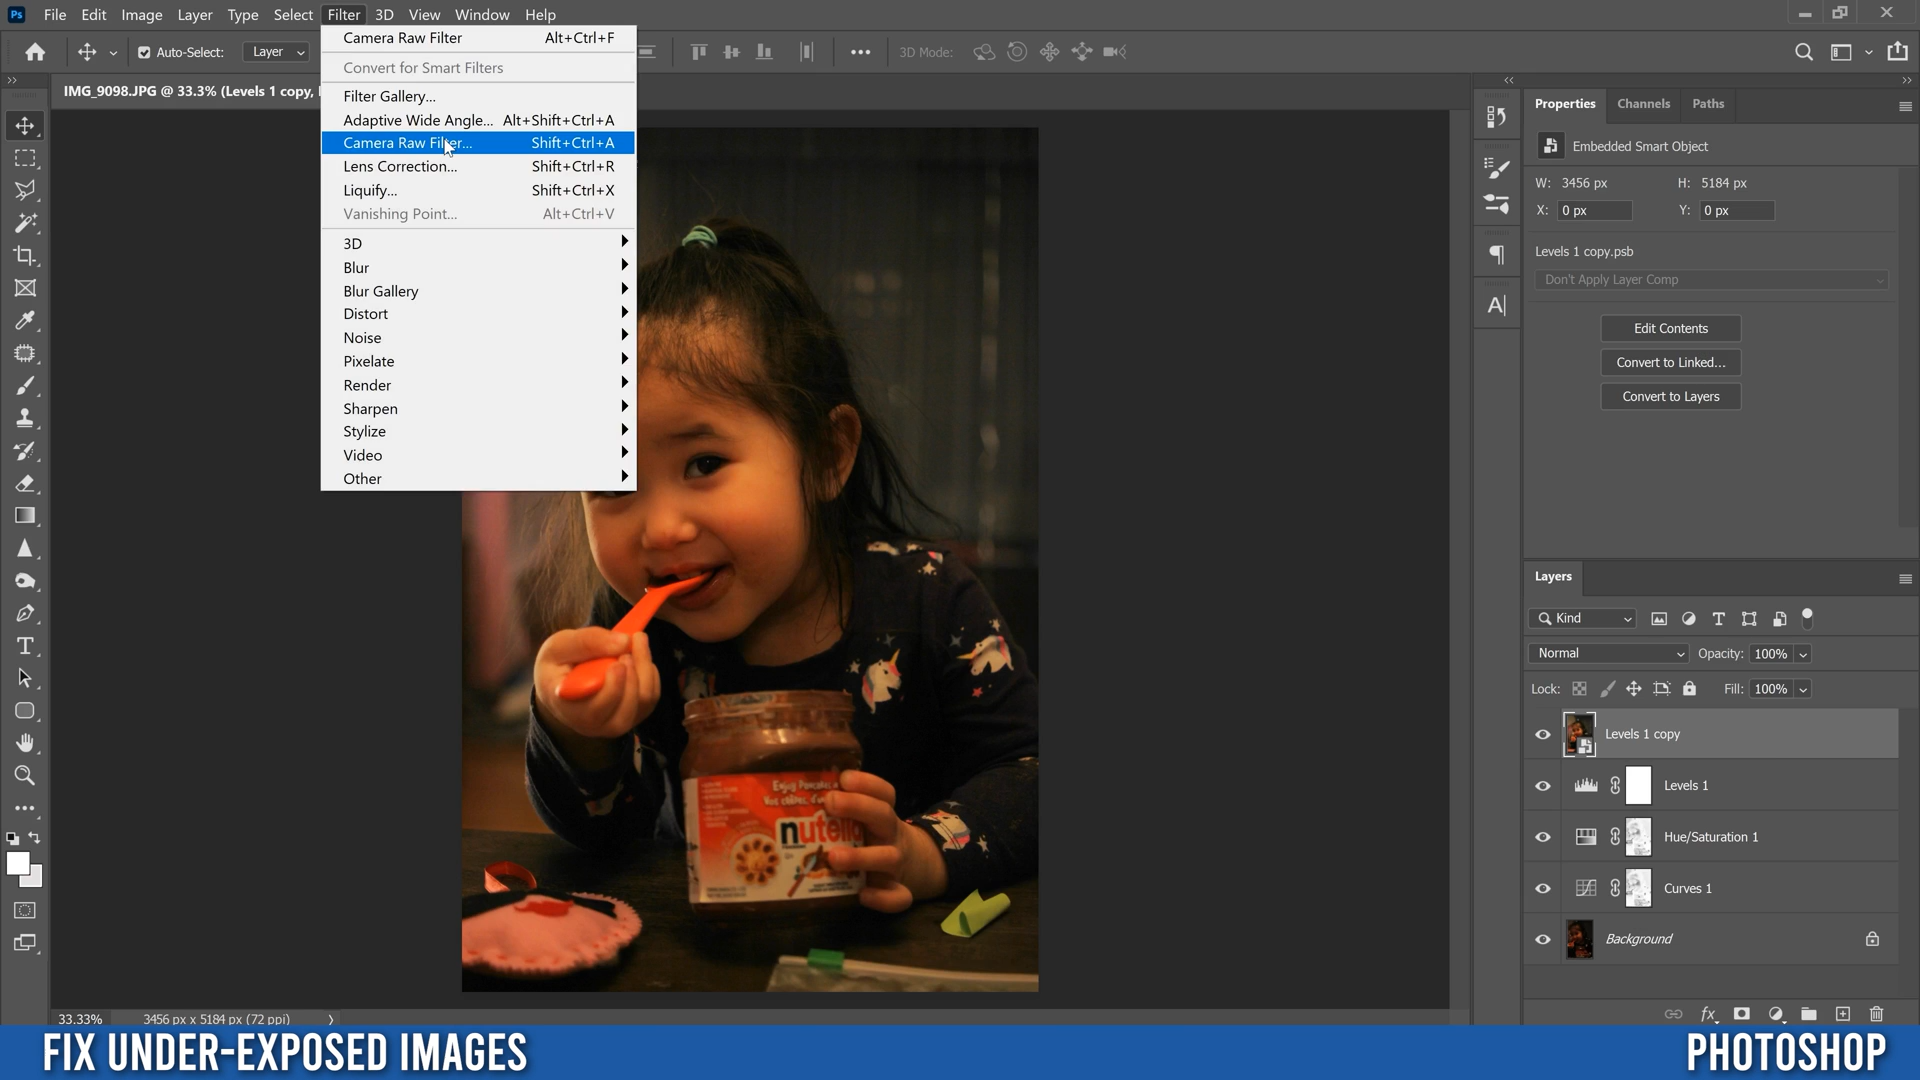 Ps File Edit Image Layer Type Select Filter 3D View Window Help
Auto-Select: Layer 3D Mode:
IMG_9098.JPG @ 33.3% (Levels 1 copy,
Camera Raw Filter Alt+Ctrl+F
Convert for Smart Filters
Filter Gallery...
Adaptive Wide Angle... Alt+Shift+Ctrl+A
Camera Raw Filter... Shift+Ctrl+A
Lens Correction... Shift+Ctrl+R
Liquify... Shift+Ctrl+X
Vanishing Point... Alt+Ctrl+V
3D
Blur
Blur Gallery
Distort
Noise
Pixelate
Render
Sharpen
Stylize
Video
Other
Enjoy Pancakes
nutella
Properties Channels Paths
Embedded Smart Object
W: 3456 px H: 5184 px
X: 0 px Y: 0 px
Levels 1 copy.psb
Don't Apply Layer Comp
Edit Contents
Convert to Linked...
Convert to Layers
Layers
Kind
Normal Opacity: 100%
Lock: Fill: 100%
Levels 1 copy
Levels 1
Hue/Saturation 1
Curves 1
Background
33.33% 3456 px x 5184 px (72 ppi)
FIX UNDER-EXPOSED IMAGES
PHOTOSHOP